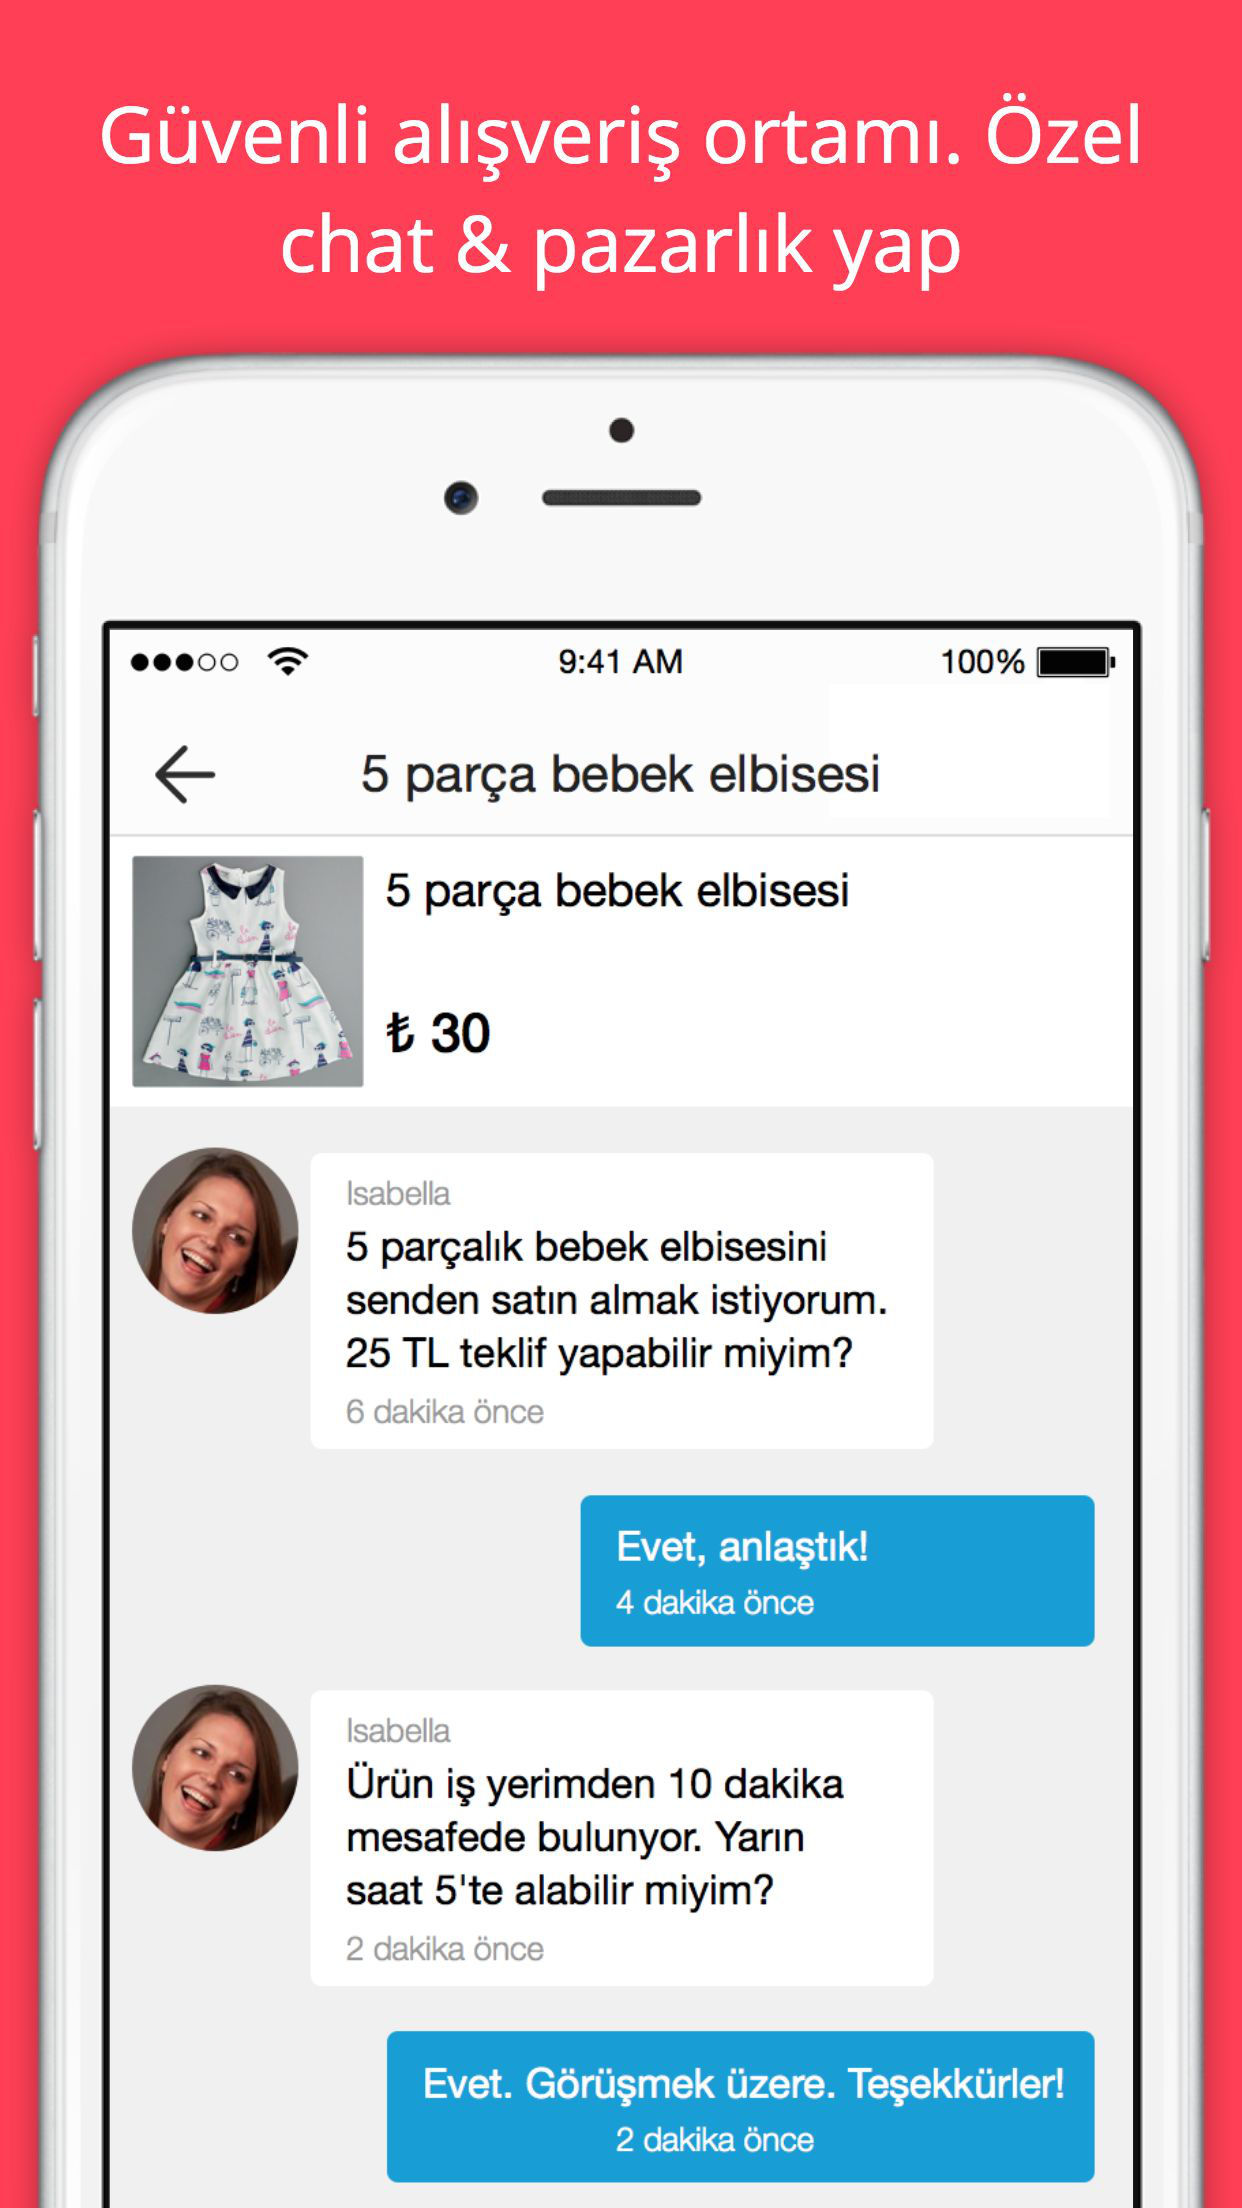 Güvenli alışveriş ortamı. Özel
chat & pazarlık yap
9:41 AM
100%
5 parça bebek elbisesi
5 parça bebek elbisesi
₺ 30
Isabella
5 parçalık bebek elbisesini
senden satın almak istiyorum.
25 TL teklif yapabilir miyim?
6 dakika önce
Evet, anlaştık!
4 dakika önce
Isabella
Ürün iş yerimden 10 dakika
mesafede bulunyor. Yarın
saat 5'te alabilir miyim?
2 dakika önce
Evet. Görüşmek üzere. Teşekkürler!
2 dakika önce